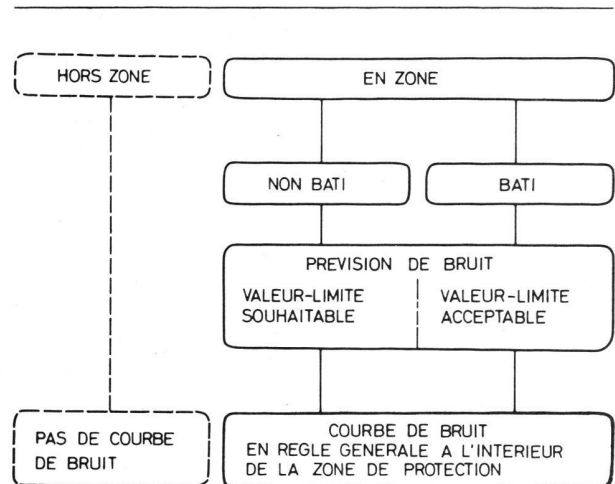 HORS ZONE
EN ZONE
NON BATI
BATI
PREVISION DE BRUIT
VALEUR-LIMITE
SOUHAITABLE
VALEUR-LIMITE
ACCEPTABLE
PAS DE COURBE
DE BRUIT
COURBE DE BRUIT
EN REGLE GENERALE A L'INTERIEUR
DE LA ZONE DE PROTECTION